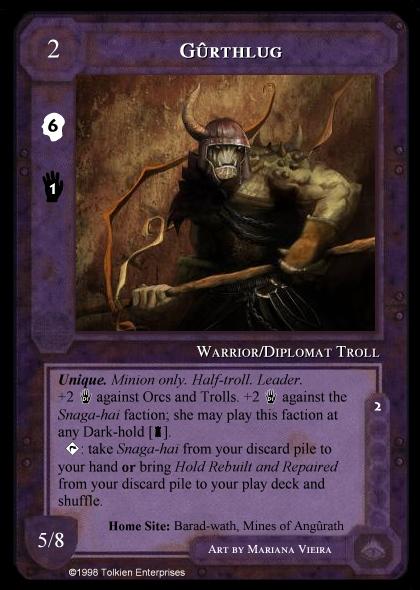 2
GÛRTHLUG
6
1
WARRIOR/DIPLOMAT TROLL
Unique. Minion only. Half-troll. Leader.
+2 against Orcs and Trolls. +2 against the
Snaga-hai faction; she may play this faction at
any Dark-hold [ ].
: take Snaga-hai from your discard pile to
your hand or bring Hold Rebuilt and Repaired
from your discard pile to your play deck and
shuffle.
2
Home Site: Barad-wath, Mines of Angûrath
5/8
ART BY MARIANA VIEIRA
©1998 Tolkien Enterprises